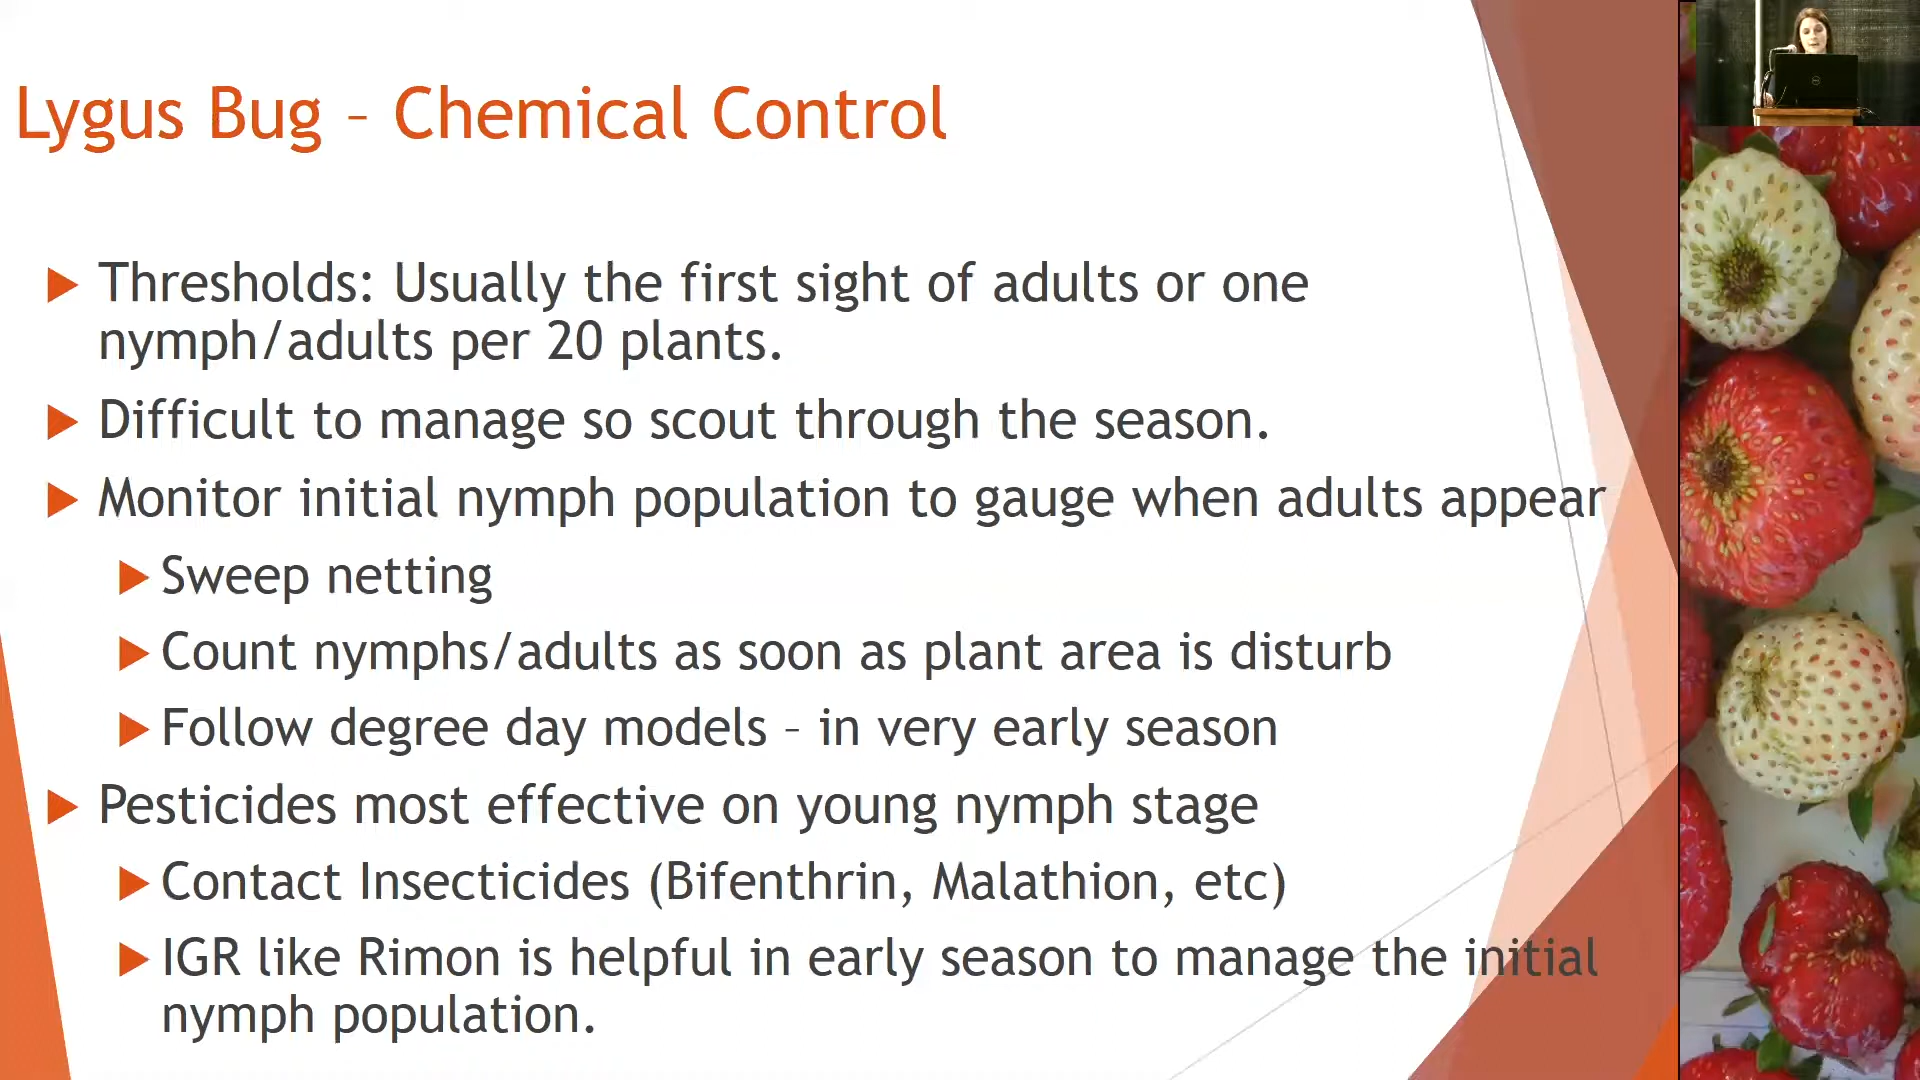 Lygus Bug – Chemical Control
Thresholds: Usually the first sight of adults or one
nymph/adults per 20 plants.
Difficult to manage so scout through the season.
Monitor initial nymph population to gauge when adults appear
Sweep netting
Count nymphs/adults as soon as plant area is disturb
Follow degree day models – in very early season
Pesticides most effective on young nymph stage
Contact Insecticides (Bifenthrin, Malathion, etc)
IGR like Rimon is helpful in early season to manage the initial
nymph population.